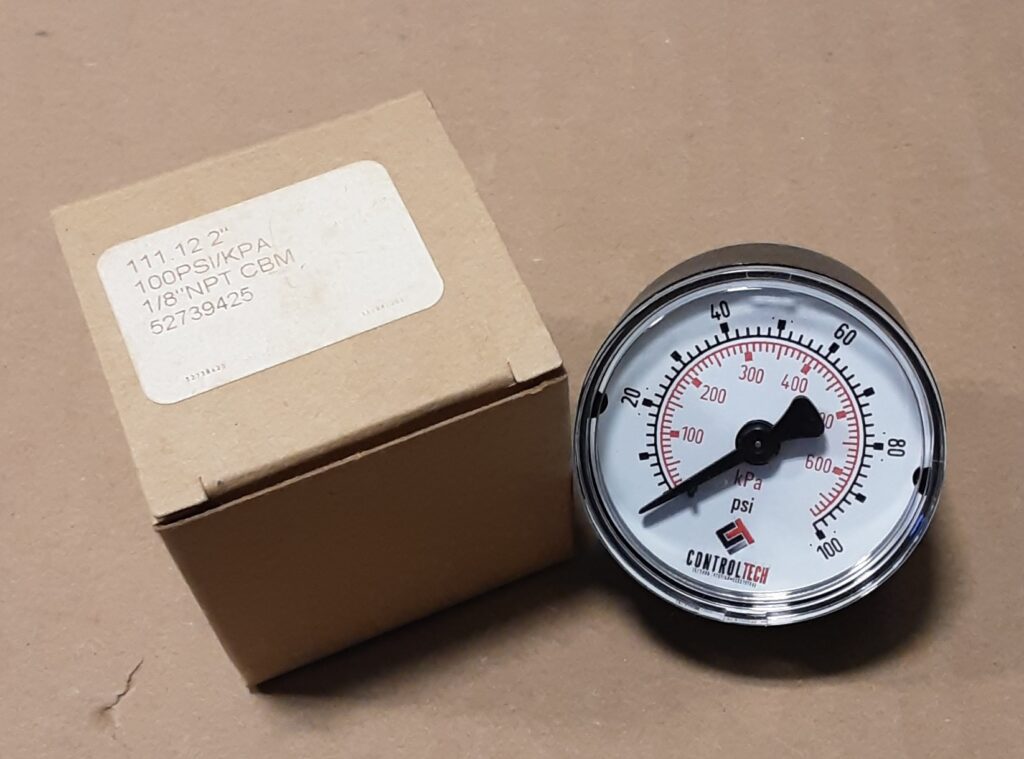 111.12 2"
100PSI/KPA
1/8"NPT CBM
52739425
20
40
60
80
100
100
200
300
400
600
kPa
psi
CONTROLTECH